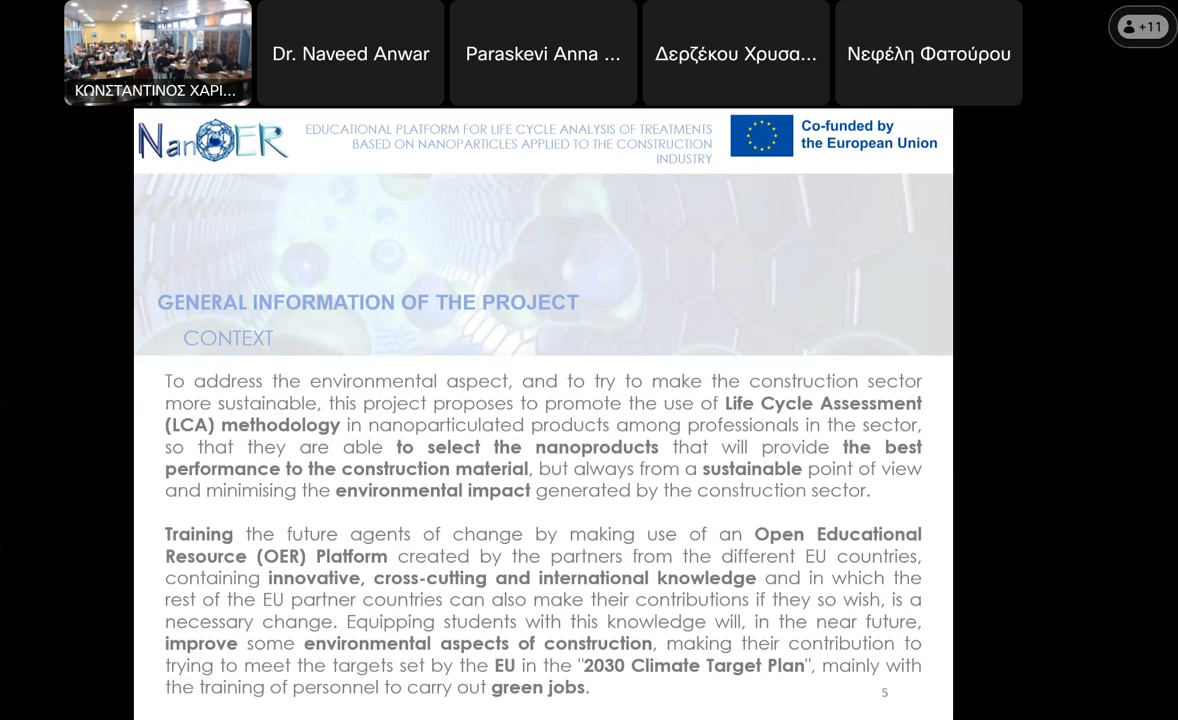 +11
Dr. Naveed Anwar
Paraskevi Anna ...
Δερζέκου Χρυσα...
Νεφέλη Φατούρου
ΚΩΝΣΤΑΝΤΙΝΟΣ ΧΑΡΙ...
NanOER
EDUCATIONAL PLATFORM FOR LIFE CYCLE ANALYSIS OF TREATMENTS
BASED ON NANOPARTICLES APPLIED TO THE CONSTRUCTION
INDUSTRY
Co-funded by
the European Union
GENERAL INFORMATION OF THE PROJECT
CONTEXT
To address the environmental aspect, and to try to make the construction sector
more sustainable, this project proposes to promote the use of Life Cycle Assessment
(LCA) methodology in nanoparticulated products among professionals in the sector,
so that they are able to select the nanoproducts that will provide the best
performance to the construction material, but always from a sustainable point of view
and minimising the environmental impact generated by the construction sector.
Training the future agents of change by making use of an Open Educational
Resource (OER) Platform created by the partners from the different EU countries,
containing innovative, cross-cutting and international knowledge and in which the
rest of the EU partner countries can also make their contributions if they so wish, is a
necessary change. Equipping students with this knowledge will, in the near future,
improve some environmental aspects of construction, making their contribution to
trying to meet the targets set by the EU in the "2030 Climate Target Plan", mainly with
the training of personnel to carry out green jobs.
5